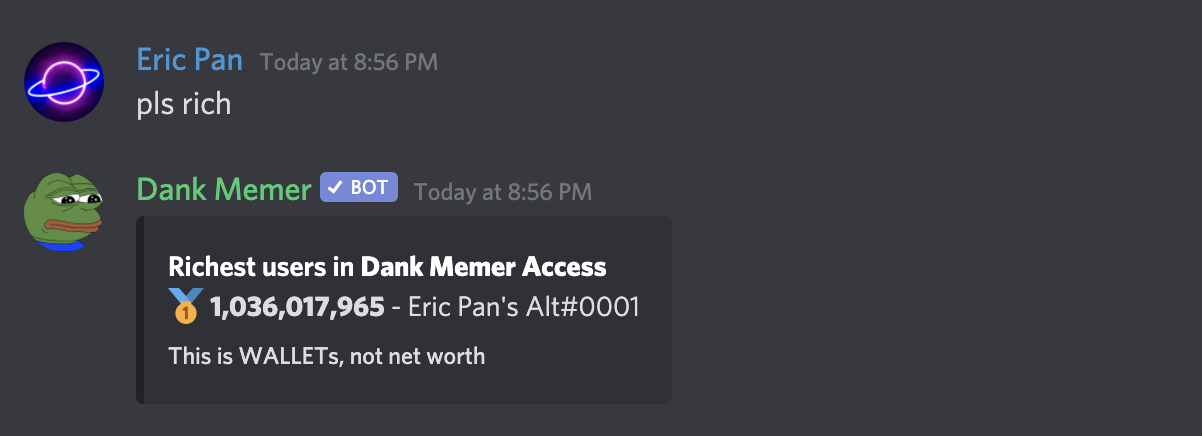 Eric Pan Today at 8:56 PM
pls rich
Dank Memer BOT Today at 8:56 PM
Richest users in Dank Memer Access
1 1,036,017,965 - Eric Pan's Alt#0001
This is WALLETs, not net worth